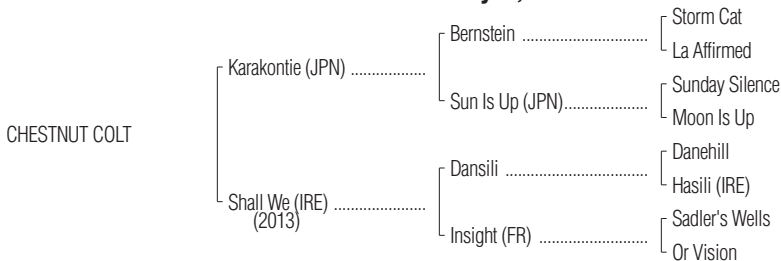 Storm Cat
Bernstein ........................
La Affirmed
Karakontie (JPN) ..................
Sunday Silence
Sun Is Up (JPN)................
Moon Is Up
CHESTNUT COLT
Danehill
Dansili ............................
Hasili (IRE)
Shall We (IRE) ....................
(2013)
Sadler's Wells
Insight (FR) .....................
Or Vision